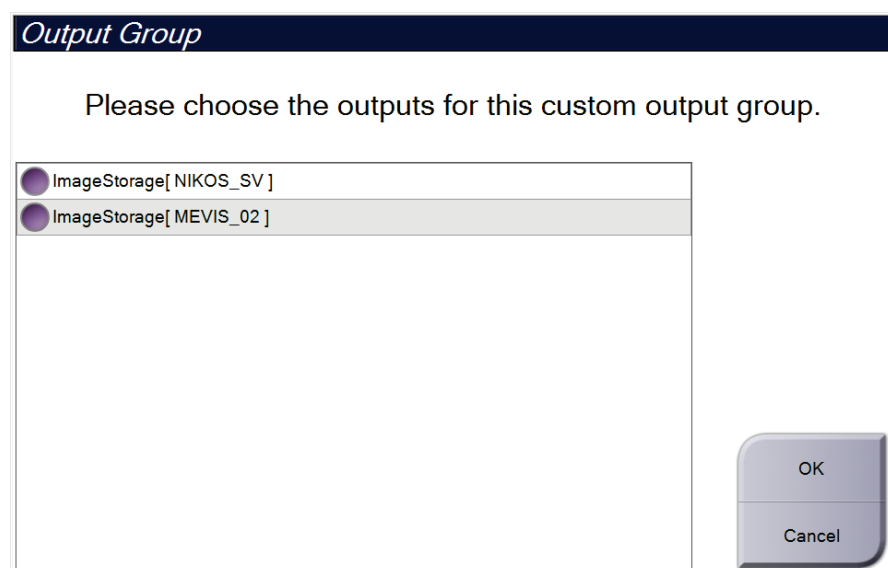 Output Group
Please choose the outputs for this custom output group.
ImageStorage[ NIKOS_SV ]
ImageStorage[ MEVIS_02 ]
OK
Cancel